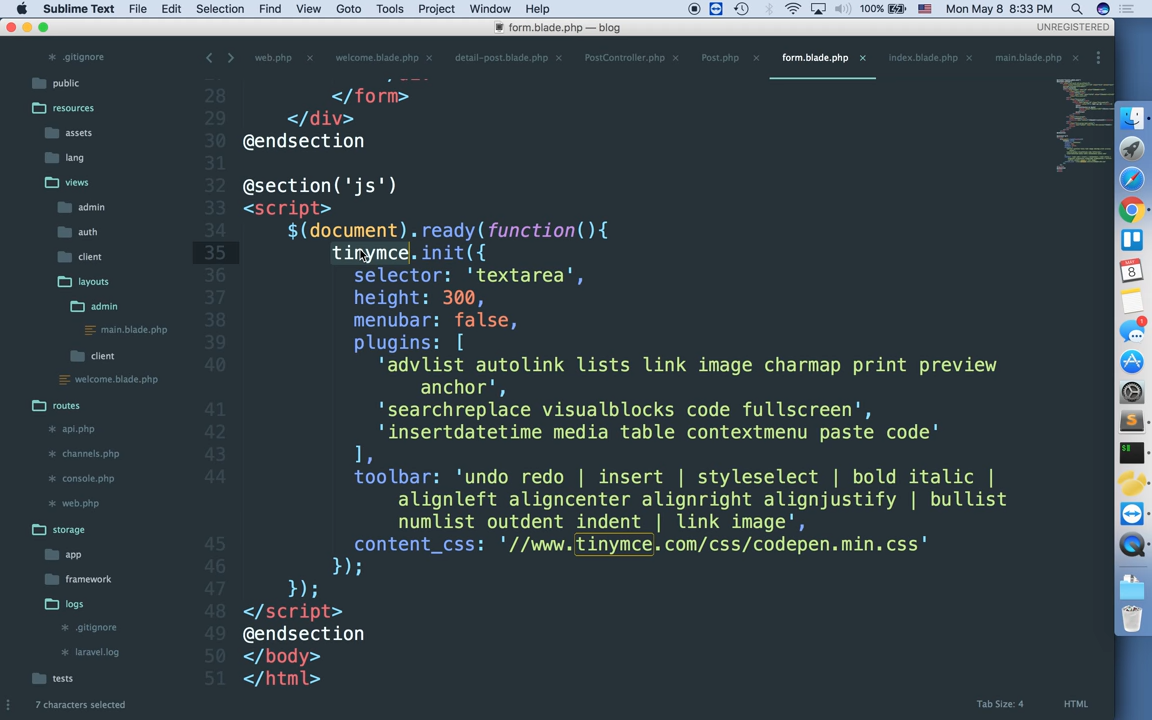 Sublime Text File Edit Selection Find View Goto Tools Project Window Help 100% Mon May 8 8:33 PM
form.blade.php — blog UNREGISTERED
web.php × welcome.blade.php × detail-post.blade.php × PostController.php × Post.php × form.blade.php × index.blade.php × main.blade.php ×
* .gitignore
public
resources
assets
lang
views
admin
auth
client
layouts
admin
main.blade.php
client
welcome.blade.php
routes
* api.php
* channels.php
* console.php
* web.php
storage
app
framework
logs
* .gitignore
* laravel.log
tests
28 </form>
29 </div>
30 @endsection
31
32 @section('js')
33 <script>
34 $(document).ready(function(){
35 tinymce.init({
36 selector: 'textarea',
37 height: 300,
38 menubar: false,
39 plugins: [
40 'advlist autolink lists link image charmap print preview
anchor',
41 'searchreplace visualblocks code fullscreen',
42 'insertdatetime media table contextmenu paste code'
43 ],
44 toolbar: 'undo redo | insert | styleselect | bold italic |
alignleft aligncenter alignright alignjustify | bullist
numlist outdent indent | link image',
45 content_css: '//www.tinymce.com/css/codepen.min.css'
46 });
47 });
48 </script>
49 @endsection
50 </body>
51 </html>
7 characters selected Tab Size: 4 HTML